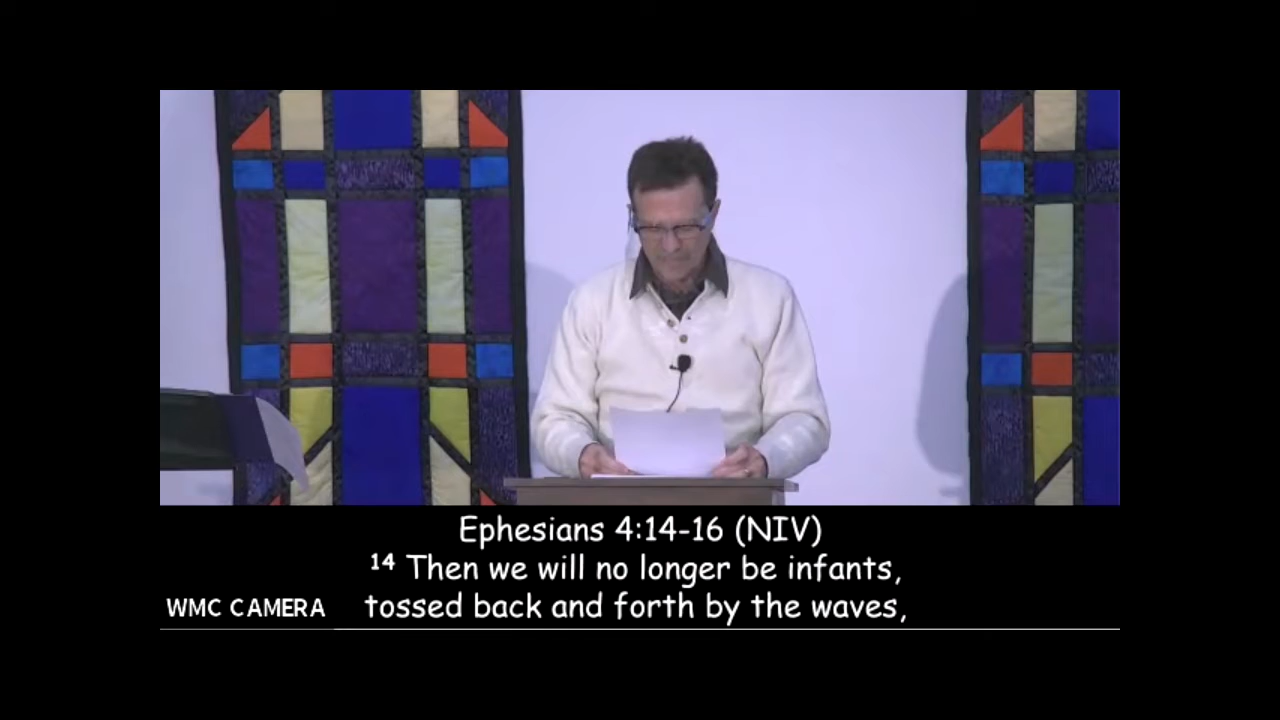 Ephesians 4:14-16 (NIV)
14 Then we will no longer be infants,
tossed back and forth by the waves,
WMC CAMERA